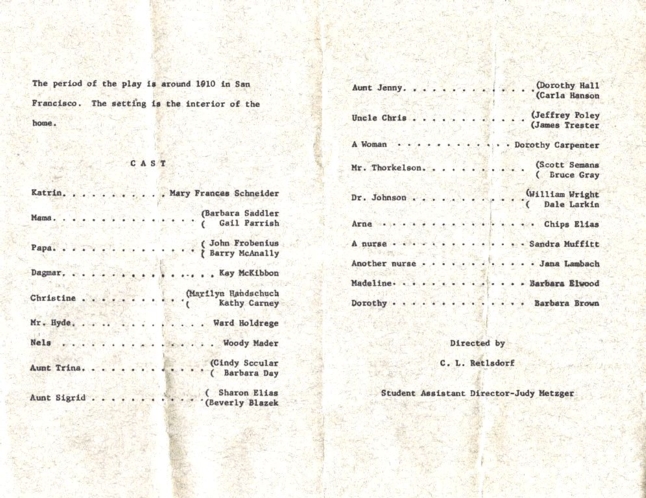 The period of the play is around 1910 in San
Francisco. The setting is the interior of the
home.
C A S T
Katrin. . . . . . . . . . . Mary Frances Schneider
Mama. . . . . . . . . . . . . . . (Barbara Saddler
( Gail Parrish
Papa. . . . . . . . . . . . . . . ( John Frobenius
( Barry McAnally
Dagmar. . . . . . . . . . . . . . . . Kay McKibbon
Christine . . . . . . . . . . . (Marilyn Handschuch
( Kathy Carney
Mr. Hyde. . . . . . . . . . . . . . . Ward Holdrege
Nels . . . . . . . . . . . . . . . . Woody Mader
Aunt Trina. . . . . . . . . . . . . (Cindy Secular
( Barbara Day
Aunt Sigrid . . . . . . . . . . . . ( Sharon Elias
(Beverly Blazek
Aunt Jenny. . . . . . . . . . . . . (Dorothy Hall
(Carla Hanson
Uncle Chris . . . . . . . . . . . . (Jeffrey Poley
(James Trester
A Woman . . . . . . . . . . . . Dorothy Carpenter
Mr. Thorkelson. . . . . . . . . . . (Scott Semans
( Bruce Gray
Dr. Johnson . . . . . . . . . . . . (William Wright
( Dale Larkin
Arne . . . . . . . . . . . . . . . . Chips Elias
A nurse . . . . . . . . . . . . . . Sandra Muffitt
Another nurse . . . . . . . . . . . . Jana Lambach
Madeline. . . . . . . . . . . . . . Barbara Elwood
Dorothy . . . . . . . . . . . . . . Barbara Brown
Directed by
C. L. Retlsdorf
Student Assistant Director-Judy Metzger